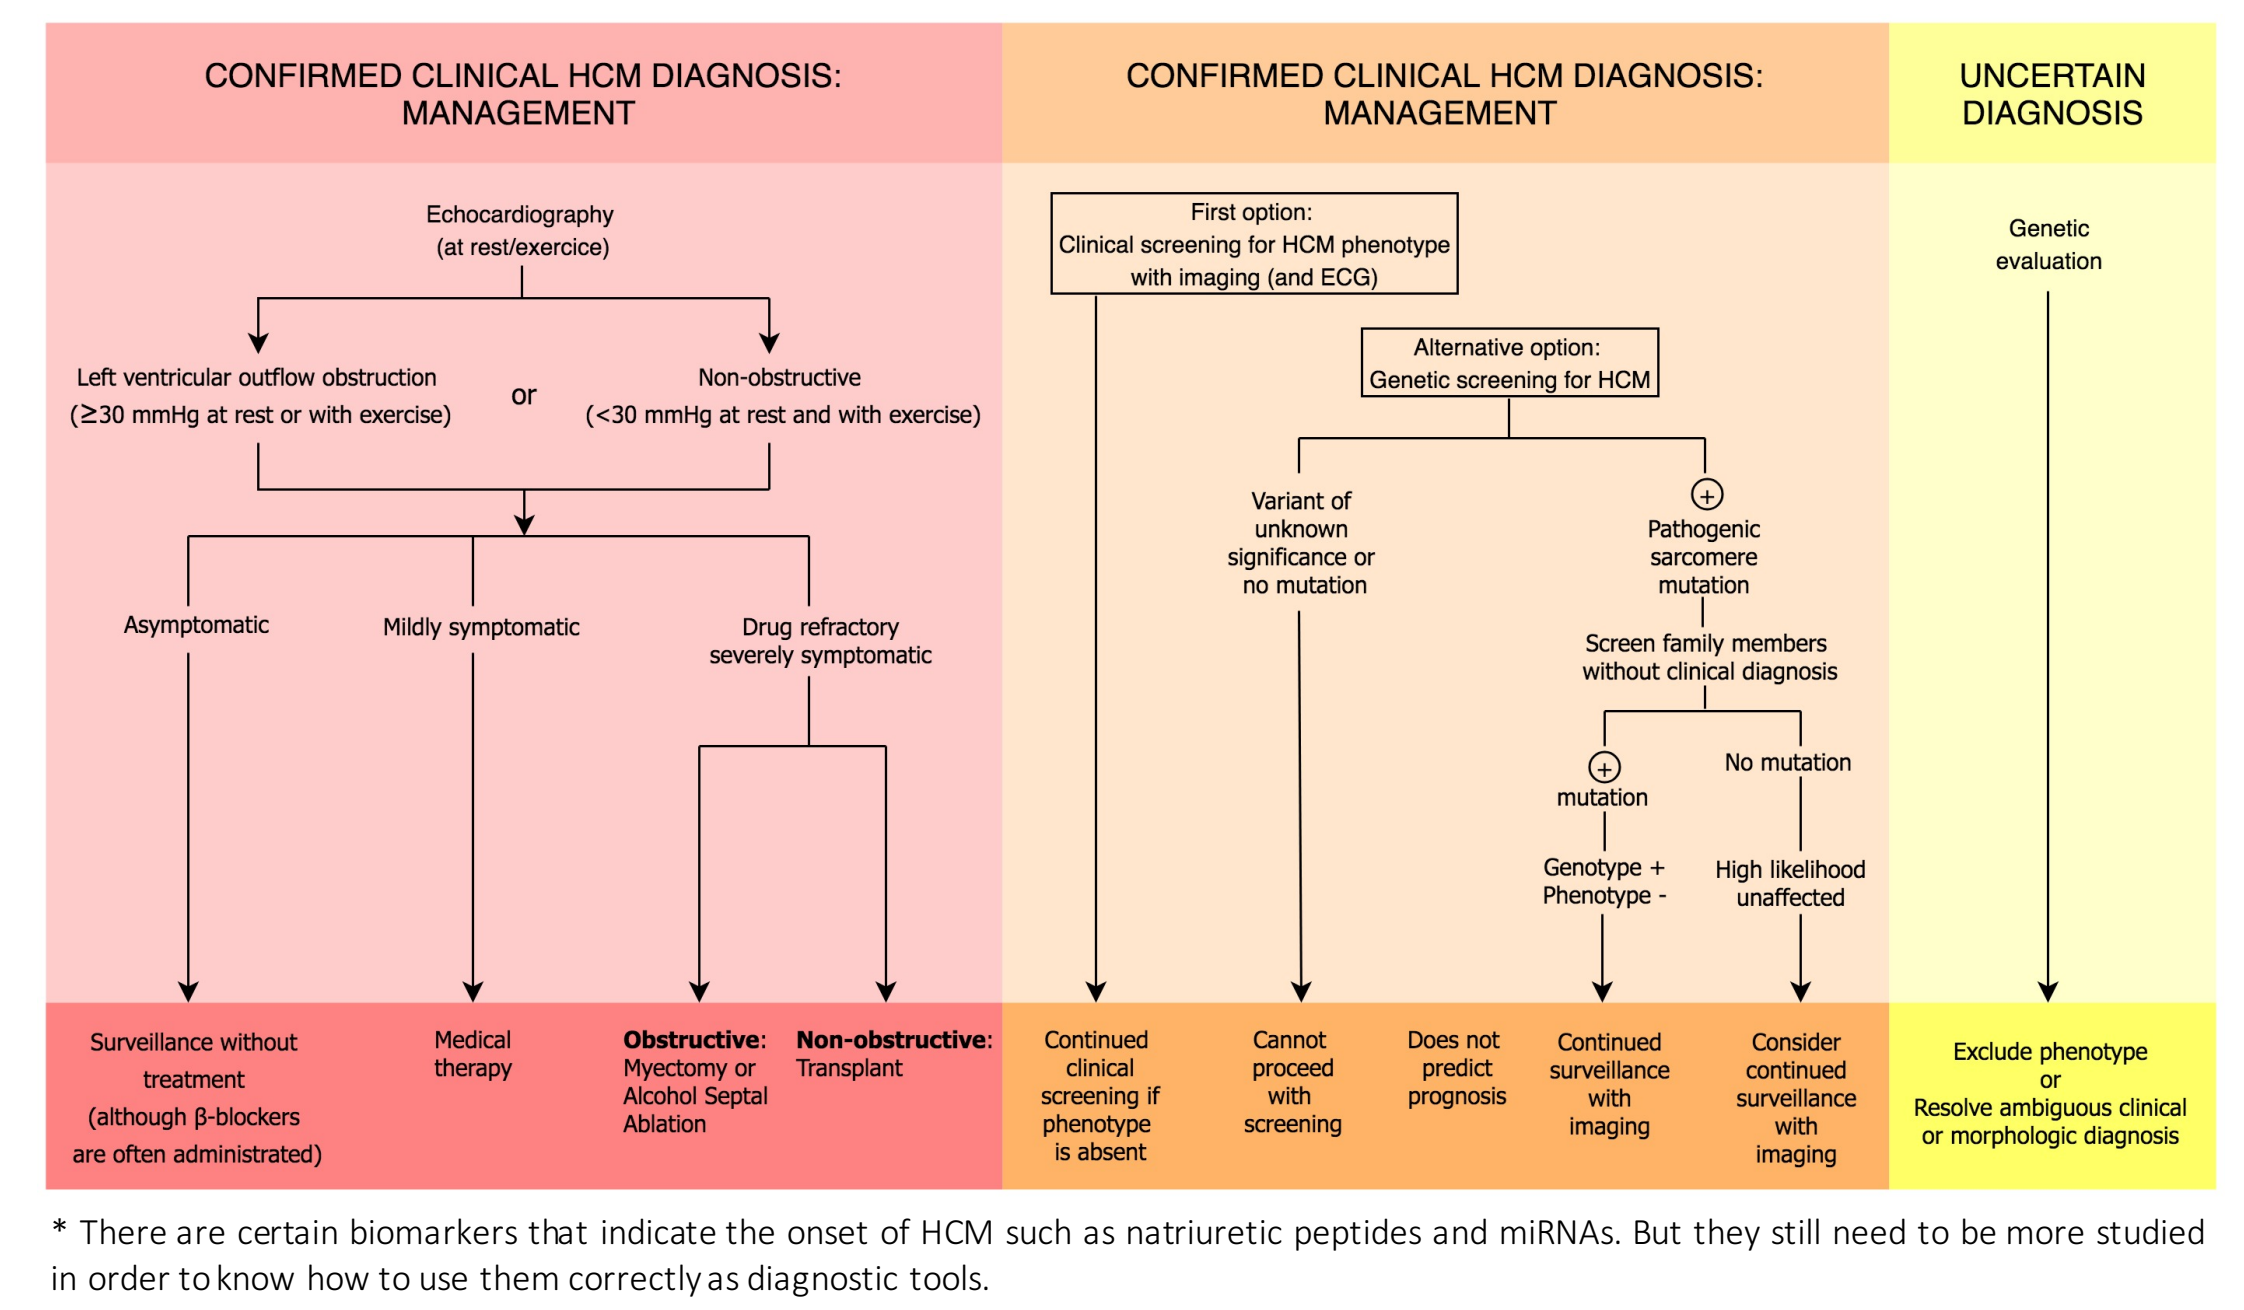 CONFIRMED CLINICAL HCM DIAGNOSIS:
MANAGEMENT
Echocardiography
(at rest/exercice)
Left ventricular outflow obstruction
(≥30 mmHg at rest or with exercise)
or
Non-obstructive
(<30 mmHg at rest and with exercise)
Asymptomatic
Mildly symptomatic
Drug refractory
severely symptomatic
Surveillance without
treatment
(although β-blockers
are often administrated)
Medical
therapy
Obstructive:
Myectomy or
Alcohol Septal
Ablation
Non-obstructive:
Transplant
CONFIRMED CLINICAL HCM DIAGNOSIS:
MANAGEMENT
First option:
Clinical screening for HCM phenotype
with imaging (and ECG)
Alternative option:
Genetic screening for HCM
Variant of
unknown
significance or
no mutation
+
Pathogenic
sarcomere
mutation
Screen family members
without clinical diagnosis
+
mutation
Genotype +
Phenotype -
No mutation
High likelihood
unaffected
Continued
clinical
screening if
phenotype
is absent
Cannot
proceed
with
screening
Does not
predict
prognosis
Continued
surveillance
with
imaging
Consider
continued
surveillance
with
imaging
UNCERTAIN
DIAGNOSIS
Genetic
evaluation
Exclude phenotype
or
Resolve ambiguous clinical
or morphologic diagnosis
* There are certain biomarkers that indicate the onset of HCM such as natriuretic peptides and miRNAs. But they still need to be more studied
in order to know how to use them correctly as diagnostic tools.